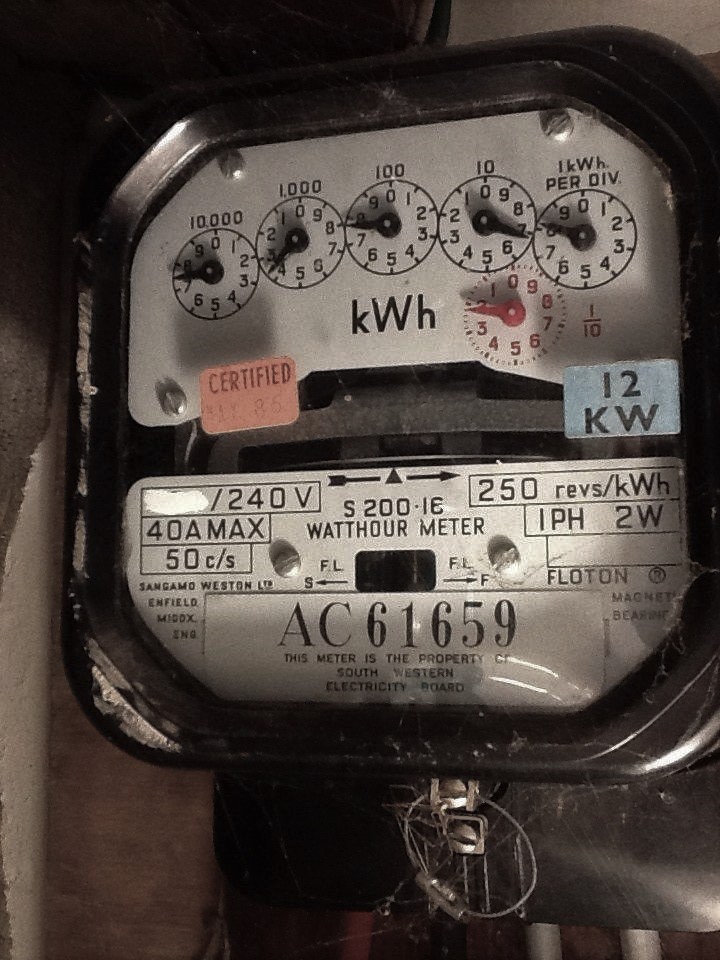 10,000
1,000
100
10
1kWh.
PER DIV.
kWh
1/10
CERTIFIED
12
KW
/240 V
40A MAX
50 c/s
S 200·16
WATTHOUR METER
250 revs/kWh
1PH 2W
F.L
S
F.L
F
FLOTON ®
MAGNET
BEARING
SANGAMO WESTON LTD
ENFIELD,
MIDDX.
ENG
AC 61659
THIS METER IS THE PROPERTY OF
SOUTH WESTERN
ELECTRICITY BOARD